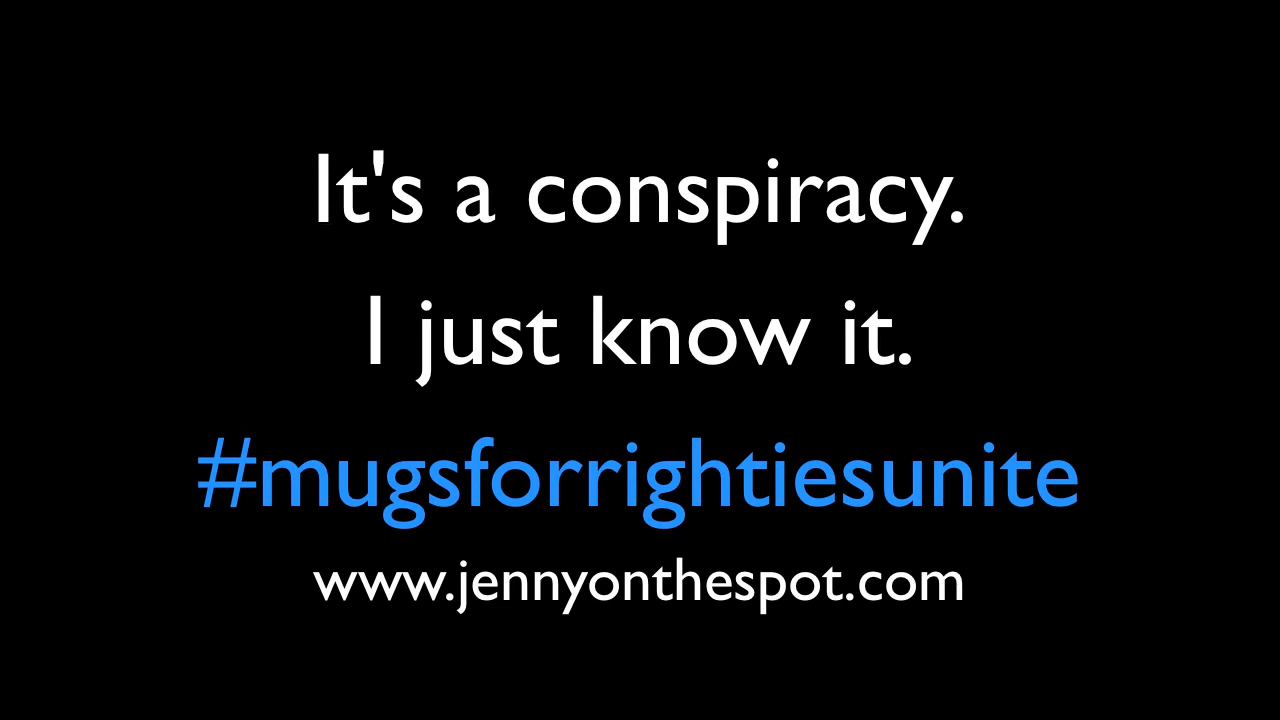 It's a conspiracy.
I just know it.
#mugsforrightiesunite
www.jennyonthespot.com